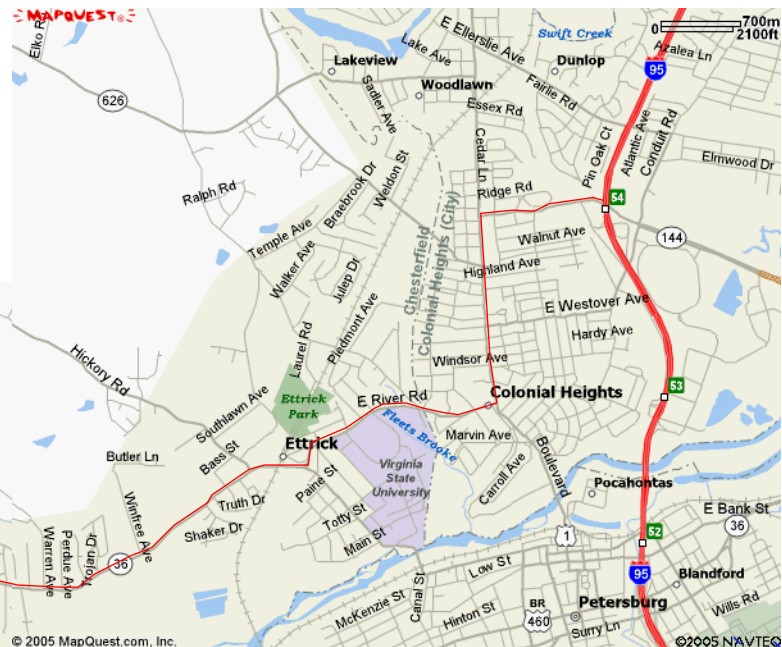 MAPQUEST®
700m
2100ft
Elko Rd
Lake Ave
E Ellerslie Ave
Swift Creek
Azalea Ln
Lakeview
Dunlop
95
Woodlawn
Sadler Ave
Fairlie Rd
626
Essex Rd
Atlantic Ave
Conduit Rd
Pin Oak Ct
Cedar Ln
Elmwood Dr
Weldon St
Braebrook Dr
Ralph Rd
Ridge Rd
54
Temple Ave
Walnut Ave
144
Walker Ave
Julep Dr
Chesterfield
Colonial Heights (City)
Highland Ave
Piedmont Ave
E Westover Ave
Laurel Rd
Hardy Ave
Hickory Rd
Windsor Ave
53
E River Rd
Colonial Heights
Ettrick
Park
Southlawn Ave
Fleets Brooke
Ettrick
Marvin Ave
Bass St
Butler Ln
Boulevard
Virginia
State
University
Carroll Ave
Paine St
Pocahontas
Winfree Ave
Truth Dr
Totty St
E Bank St
Shaker Dr
36
Main St
1
52
Warren Ave
Perdue Ave
36
Low St
95
Blandford
Canal St
McKenzie St
BR
460
Petersburg
Hinton St
Wills Rd
Surry Ln
© 2005 MapQuest.com, Inc.
©2005 NAVTEQ